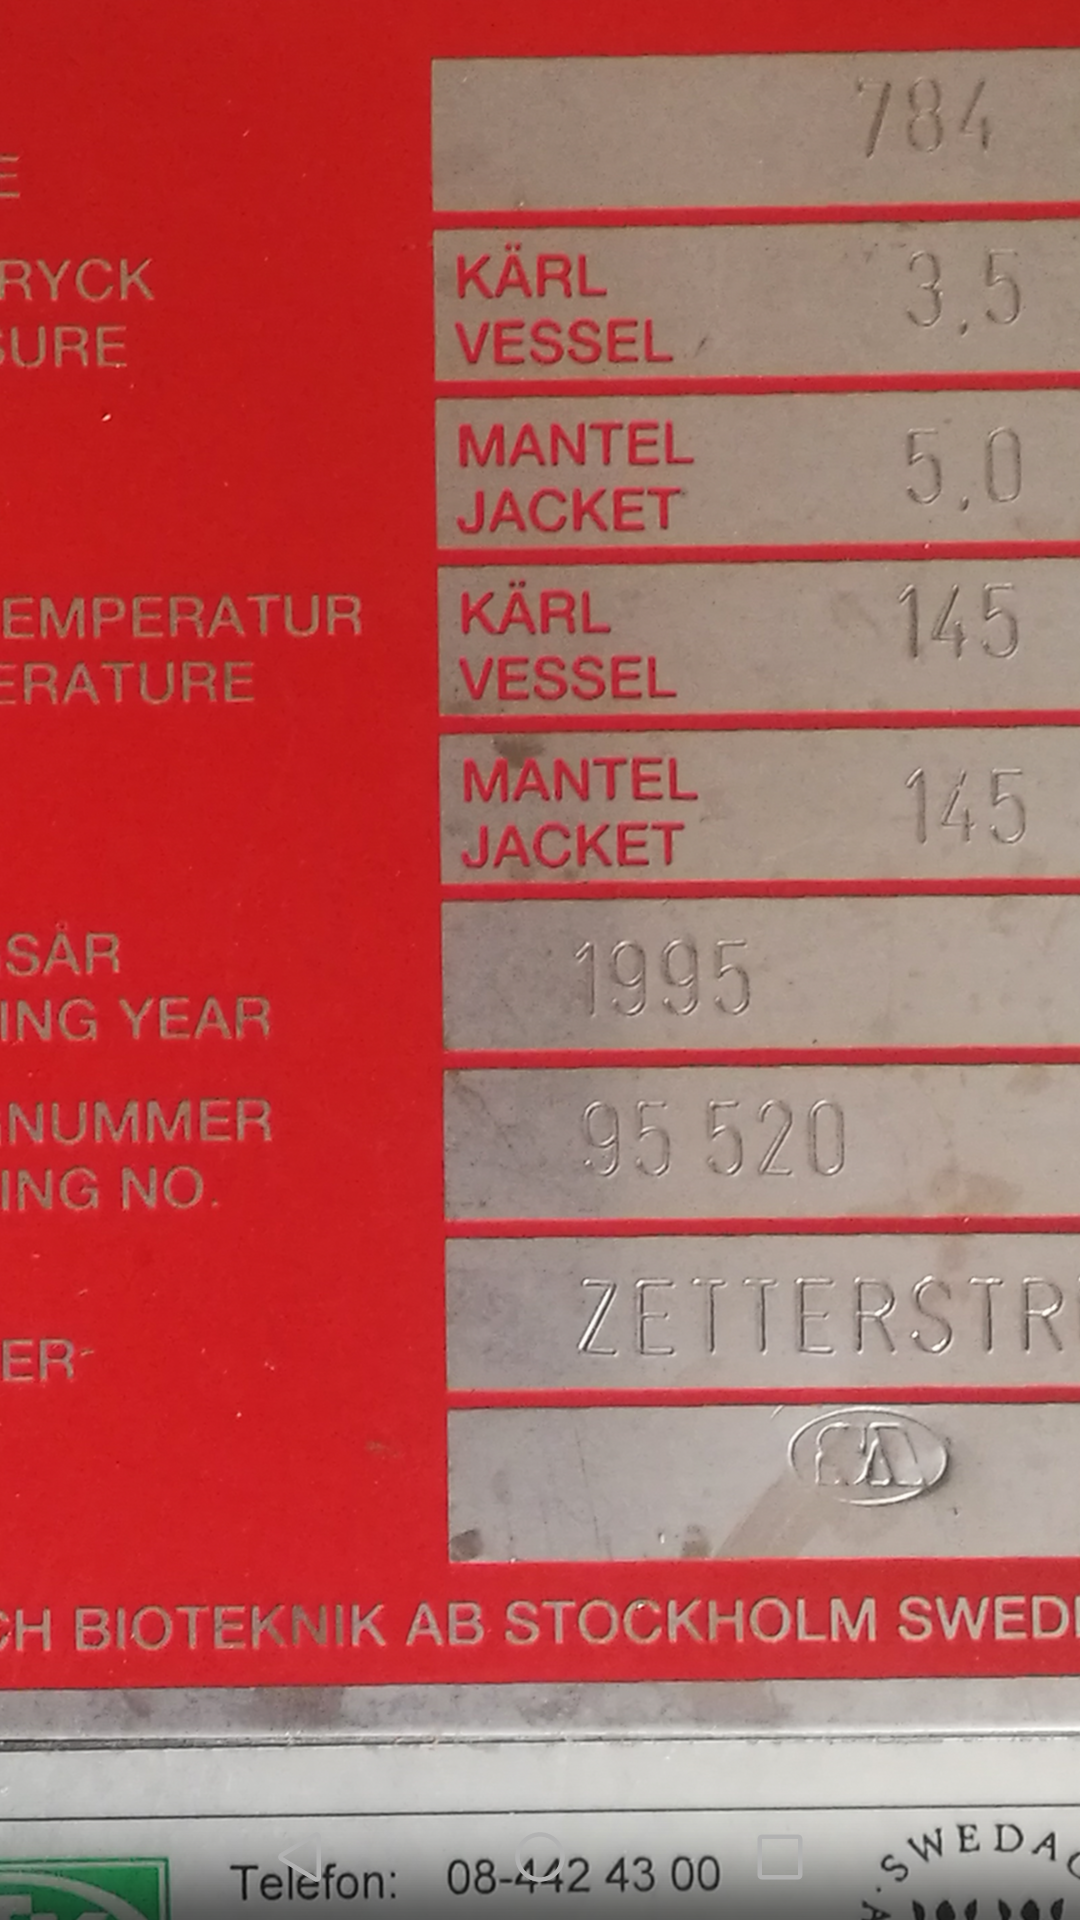 784
E
RYCK KÄRL 3,5
SURE VESSEL
MANTEL 5,0
JACKET
EMPERATUR KÄRL 145
ERATURE VESSEL
MANTEL 145
JACKET
SÅR 1995
ING YEAR
NUMMER 95 520
ING NO.
ZETTERSTR
ER
CH BIOTEKNIK AB STOCKHOLM SWED
Telefon: 08-442 43 00
SWEDAC